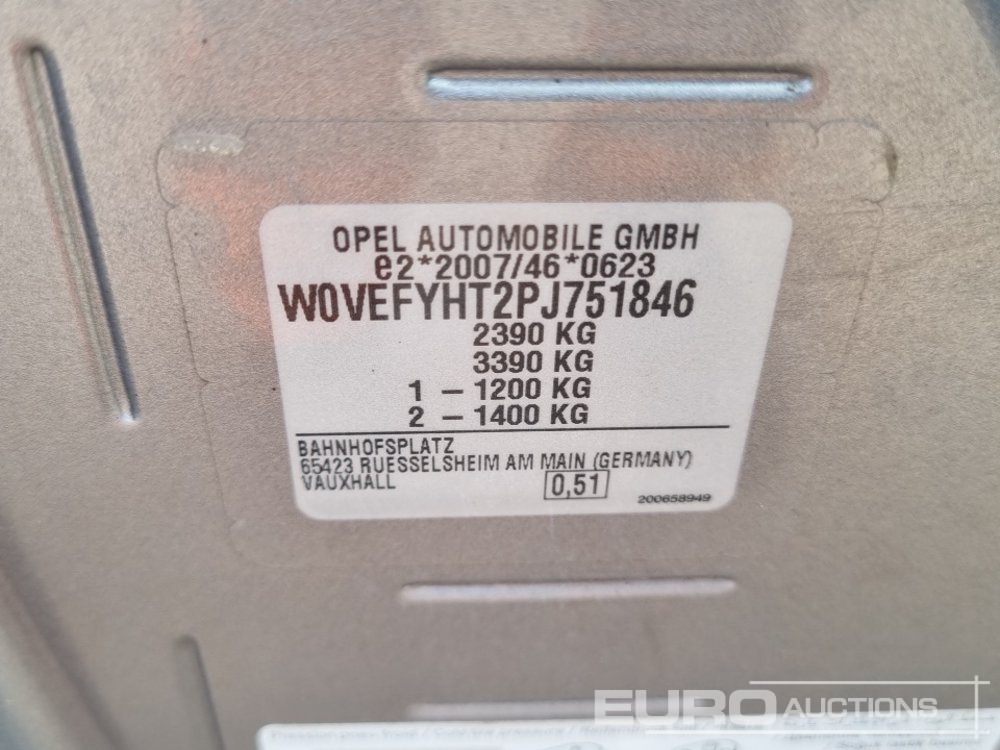 OPEL AUTOMOBILE GMBH
e2*2007/46*0623
W0VEFYHT2PJ751846
2390 KG
3390 KG
1 – 1200 KG
2 – 1400 KG
BAHNHOFSPLATZ
65423 RUESSELSHEIM AM MAIN (GERMANY)
VAUXHALL
0,51
200658949
EURO AUCTIONS